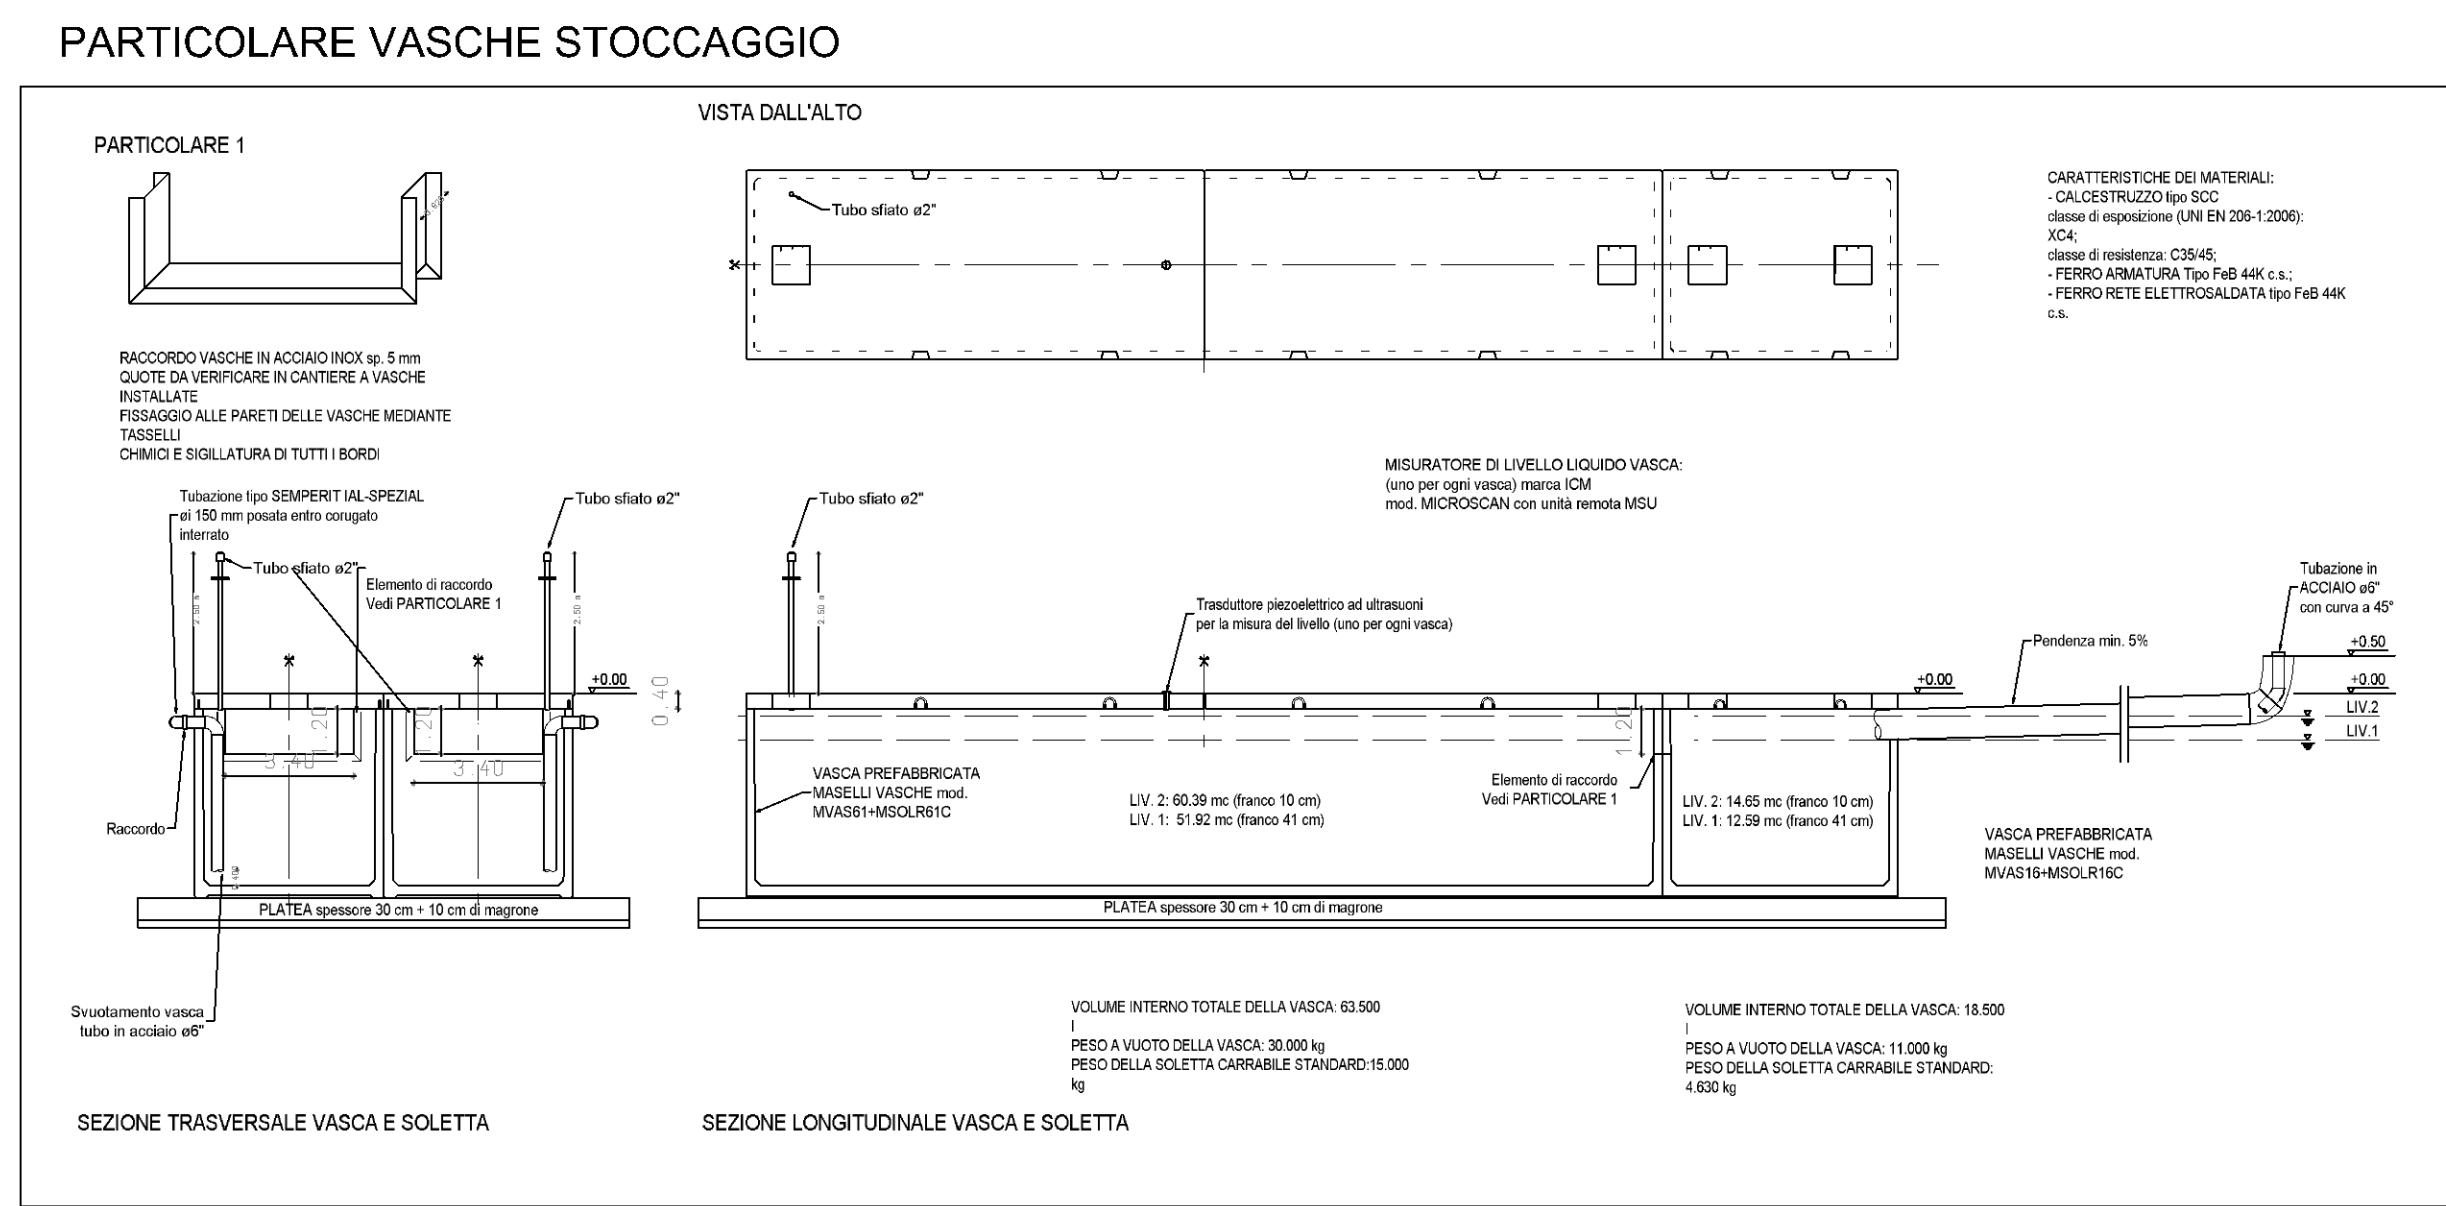 PARTICOLARE VASCHE STOCCAGGIO
VISTA DALL'ALTO
PARTICOLARE 1
Tubo sfiato ø2"
CARATTERISTICHE DEI MATERIALI:
- CALCESTRUZZO tipo SCC
classe di esposizione (UNI EN 206-1:2006):
XC4;
classe di resistenza: C35/45;
- FERRO ARMATURA Tipo FeB 44K c.s.;
- FERRO RETE ELETTROSALDATA tipo FeB 44K
c.s.
RACCORDO VASCHE IN ACCIAIO INOX sp. 5 mm
QUOTE DA VERIFICARE IN CANTIERE A VASCHE
INSTALLATE
FISSAGGIO ALLE PARETI DELLE VASCHE MEDIANTE
TASSELLI
CHIMICI E SIGILLATURA DI TUTTI I BORDI
Tubazione tipo SEMPERIT IAL-SPEZIAL
øi 150 mm posata entro corugato
interrato
Tubo sfiato ø2"
Tubo sfiato ø2"
Elemento di raccordo
Vedi PARTICOLARE 1
2.50 m
2.50 m
+0.00
0.40
1.20
1.20
3.40
3.40
Raccordo
PLATEA spessore 30 cm + 10 cm di magrone
Svuotamento vasca
tubo in acciaio ø6"
SEZIONE TRASVERSALE VASCA E SOLETTA
MISURATORE DI LIVELLO LIQUIDO VASCA:
(uno per ogni vasca) marca ICM
mod. MICROSCAN con unità remota MSU
Tubo sfiato ø2"
2.50 m
Trasduttore piezoelettrico ad ultrasuoni
per la misura del livello (uno per ogni vasca)
Tubazione in
ACCIAIO ø6"
con curva a 45°
Pendenza min. 5%
+0.50
+0.00
+0.00
LIV.2
LIV.1
1.20
VASCA PREFABBRICATA
MASELLI VASCHE mod.
MVAS61+MSOLR61C
LIV. 2: 60.39 mc (franco 10 cm)
LIV. 1: 51.92 mc (franco 41 cm)
Elemento di raccordo
Vedi PARTICOLARE 1
LIV. 2: 14.65 mc (franco 10 cm)
LIV. 1: 12.59 mc (franco 41 cm)
VASCA PREFABBRICATA
MASELLI VASCHE mod.
MVAS16+MSOLR16C
PLATEA spessore 30 cm + 10 cm di magrone
VOLUME INTERNO TOTALE DELLA VASCA: 63.500
l
PESO A VUOTO DELLA VASCA: 30.000 kg
PESO DELLA SOLETTA CARRABILE STANDARD:15.000
kg
VOLUME INTERNO TOTALE DELLA VASCA: 18.500
l
PESO A VUOTO DELLA VASCA: 11.000 kg
PESO DELLA SOLETTA CARRABILE STANDARD:
4.630 kg
SEZIONE LONGITUDINALE VASCA E SOLETTA